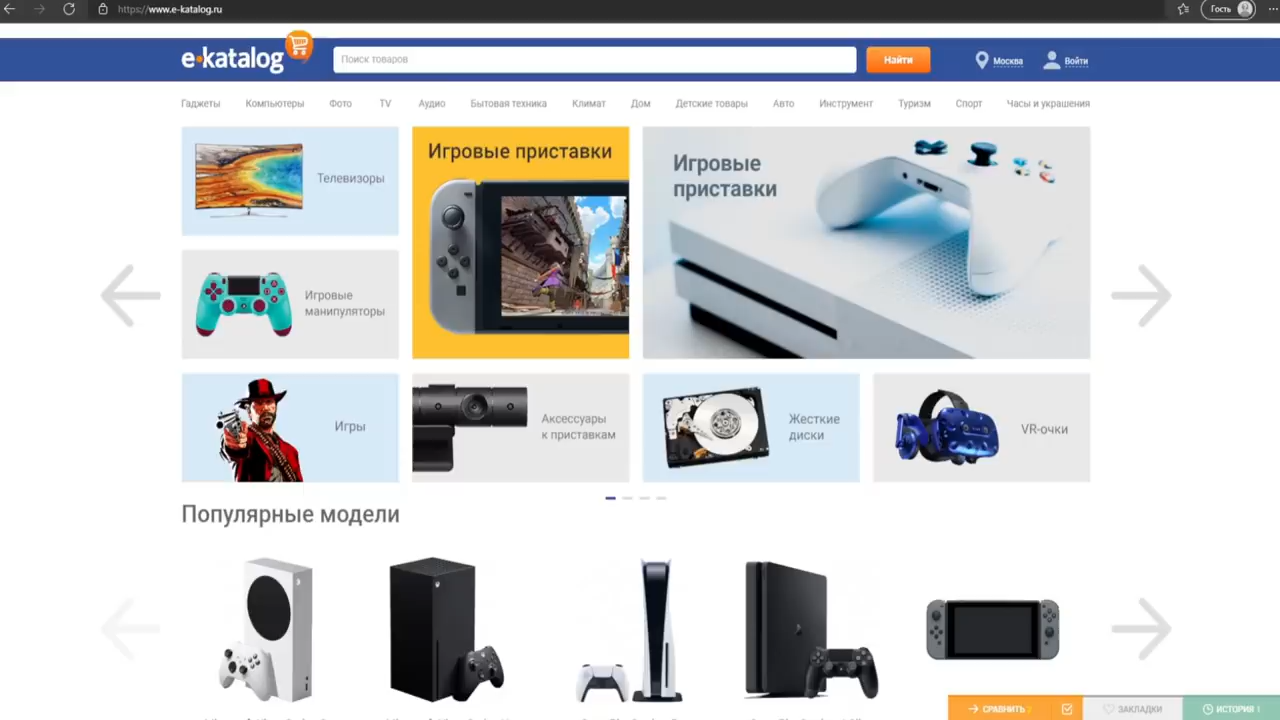 https://www.e-katalog.ru
Гость
e-katalog
Поиск товаров
Найти
Москва
Войти
Гаджеты Компьютеры Фото TV Аудио Бытовая техника Климат Дом Детские товары Авто Инструмент Туризм Спорт Часы и украшения
Телевизоры
Игровые приставки
Игровые
приставки
Игровые
манипуляторы
Игры
Аксессуары
к приставкам
Жесткие
диски
VR-очки
Популярные модели
СРАВНИТЬ
ЗАКЛАДКИ
ИСТОРИЯ